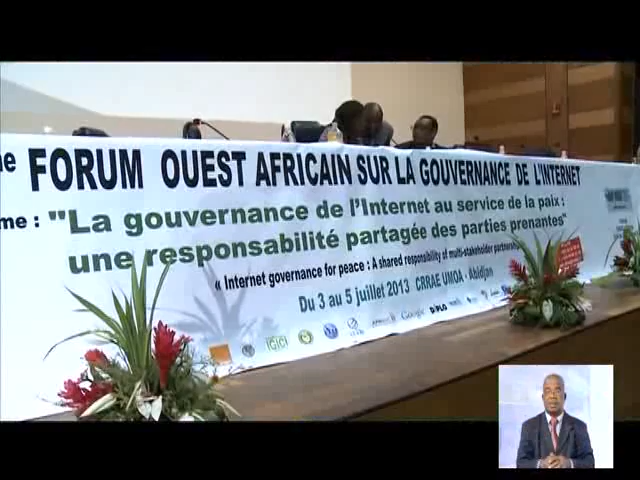 FORUM OUEST AFRICAIN SUR LA GOUVERNANCE DE L'INTERNET
me : "La gouvernance de l'Internet au service de la paix :
une responsabilité partagée des parties prenantes"
« Internet governance for peace : A shared responsibility of multi-stakeholder partnership
Du 3 au 5 juillet 2013 CRRAE UMOA - Abidjan
Google DiPLO